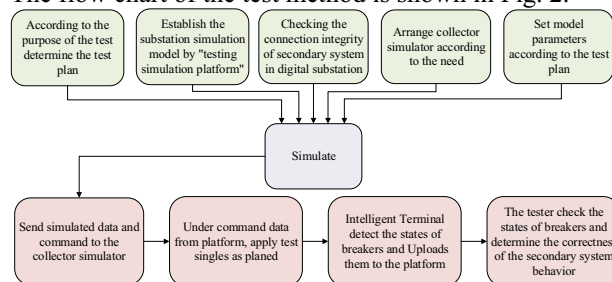 The flow chart of the test method is shown in Fig. 2.
According to the
purpose of the test
determine the test
plan
Establish the
substation simulation
model by "testing
simulation platform"
Checking the
connection integrity
of secondary system
in digital substation
Arrange collector
simulator according
to the need
Set model
parameters
according to the test
plan
Simulate
Send simulated data and
command to the
collector simulator
Under command data
from platform, apply test
singles as planed
Intelligent Terminal
detect the states of
breakers and Uploads
them to the platform
The tester check the
states of breakers and
determine the correctness
of the secondary system
behavior